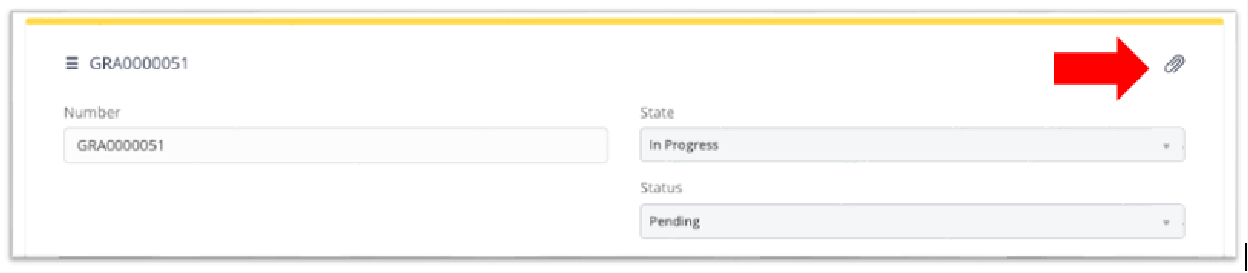 GRA0000051
Number
GRA0000051
State
In Progress
Status
Pending